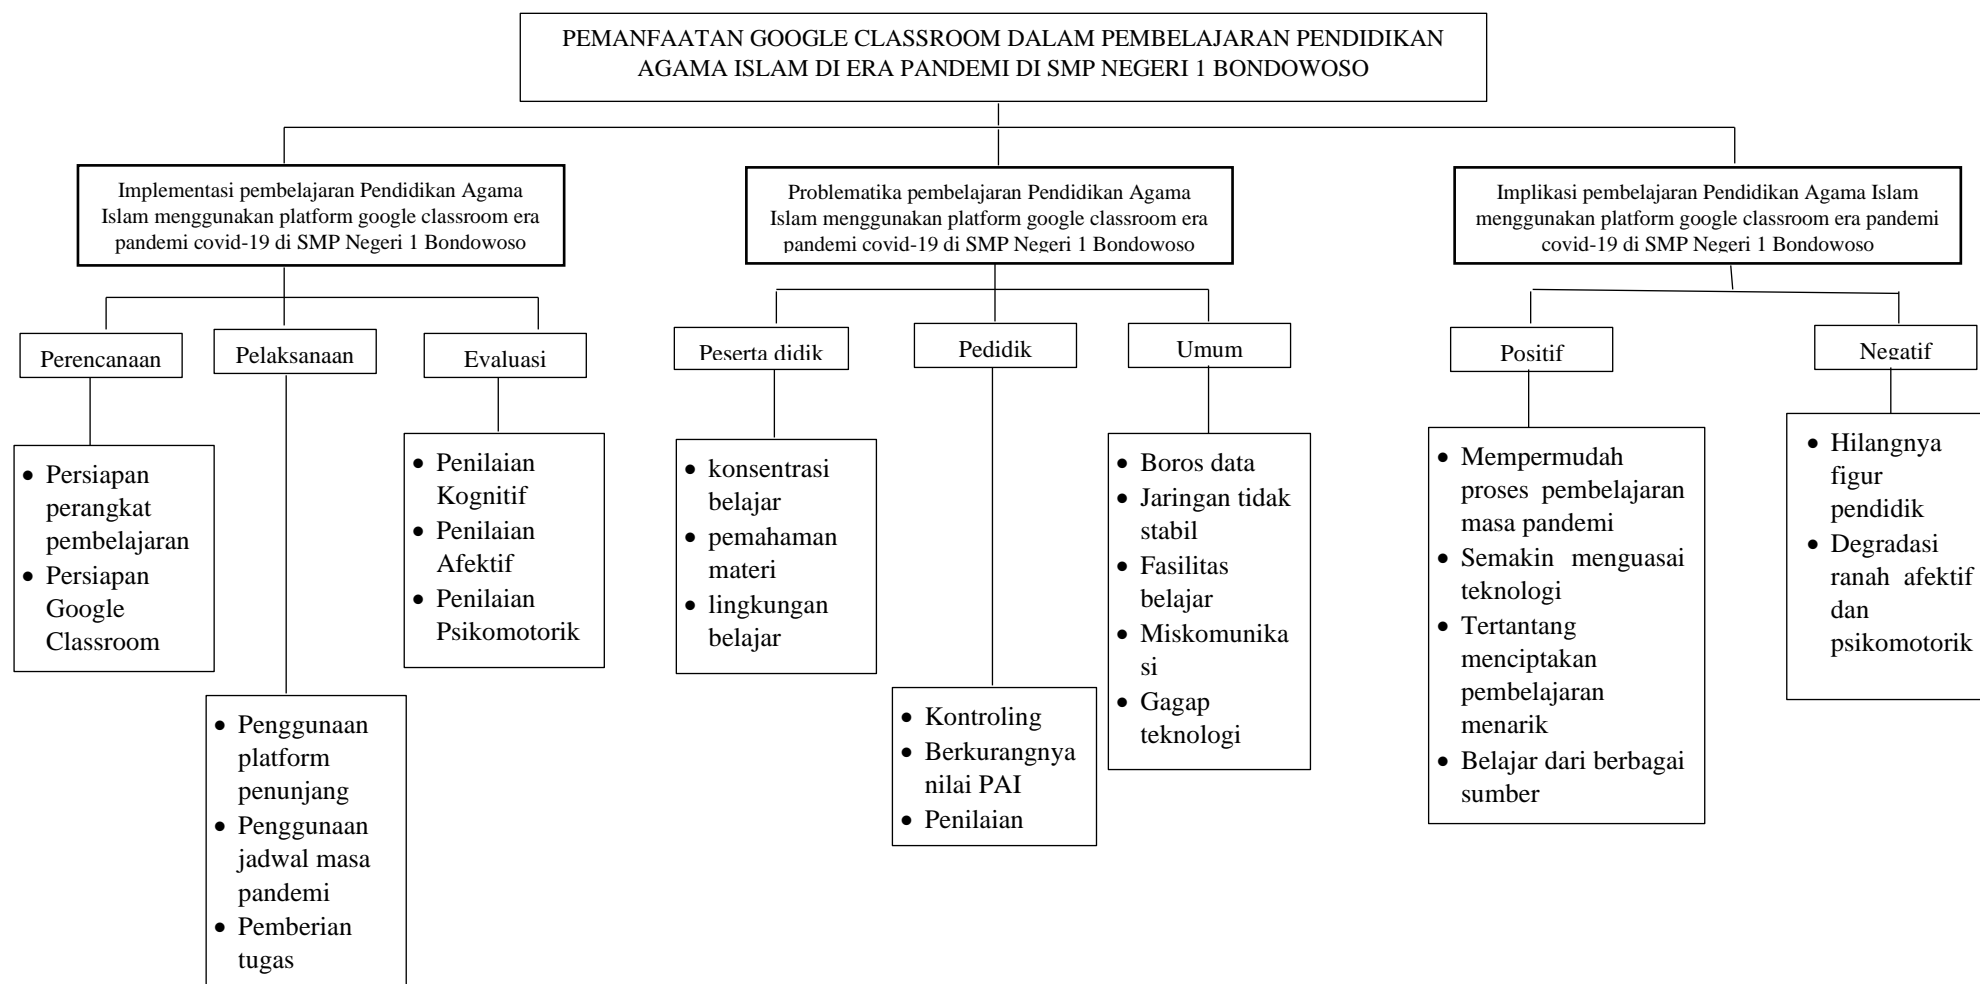 PEMANFAATAN GOOGLE CLASSROOM DALAM PEMBELAJARAN PENDIDIKAN
AGAMA ISLAM DI ERA PANDEMI DI SMP NEGERI 1 BONDOWOSO
Implementasi pembelajaran Pendidikan Agama
Islam menggunakan platform google classroom era
pandemi covid-19 di SMP Negeri 1 Bondowoso
Problematika pembelajaran Pendidikan Agama
Islam menggunakan platform google classroom era
pandemi covid-19 di SMP Negeri 1 Bondowoso
Implikasi pembelajaran Pendidikan Agama Islam
menggunakan platform google classroom era pandemi
covid-19 di SMP Negeri 1 Bondowoso
Perencanaan
Pelaksanaan
Evaluasi
Peserta didik
Pedidik
Umum
Positif
Negatif
• Persiapan
perangkat
pembelajaran
• Persiapan
Google
Classroom
• Penggunaan
platform
penunjang
• Penggunaan
jadwal masa
pandemi
• Pemberian
tugas
• Penilaian
Kognitif
• Penilaian
Afektif
• Penilaian
Psikomotorik
• konsentrasi
belajar
• pemahaman
materi
• lingkungan
belajar
• Kontroling
• Berkurangnya
nilai PAI
• Penilaian
• Boros data
• Jaringan tidak
stabil
• Fasilitas
belajar
• Miskomunika
si
• Gagap
teknologi
• Mempermudah
proses pembelajaran
masa pandemi
• Semakin menguasai
teknologi
• Tertantang
menciptakan
pembelajaran
menarik
• Belajar dari berbagai
sumber
• Hilangnya
figur
pendidik
• Degradasi
ranah afektif
dan
psikomotorik